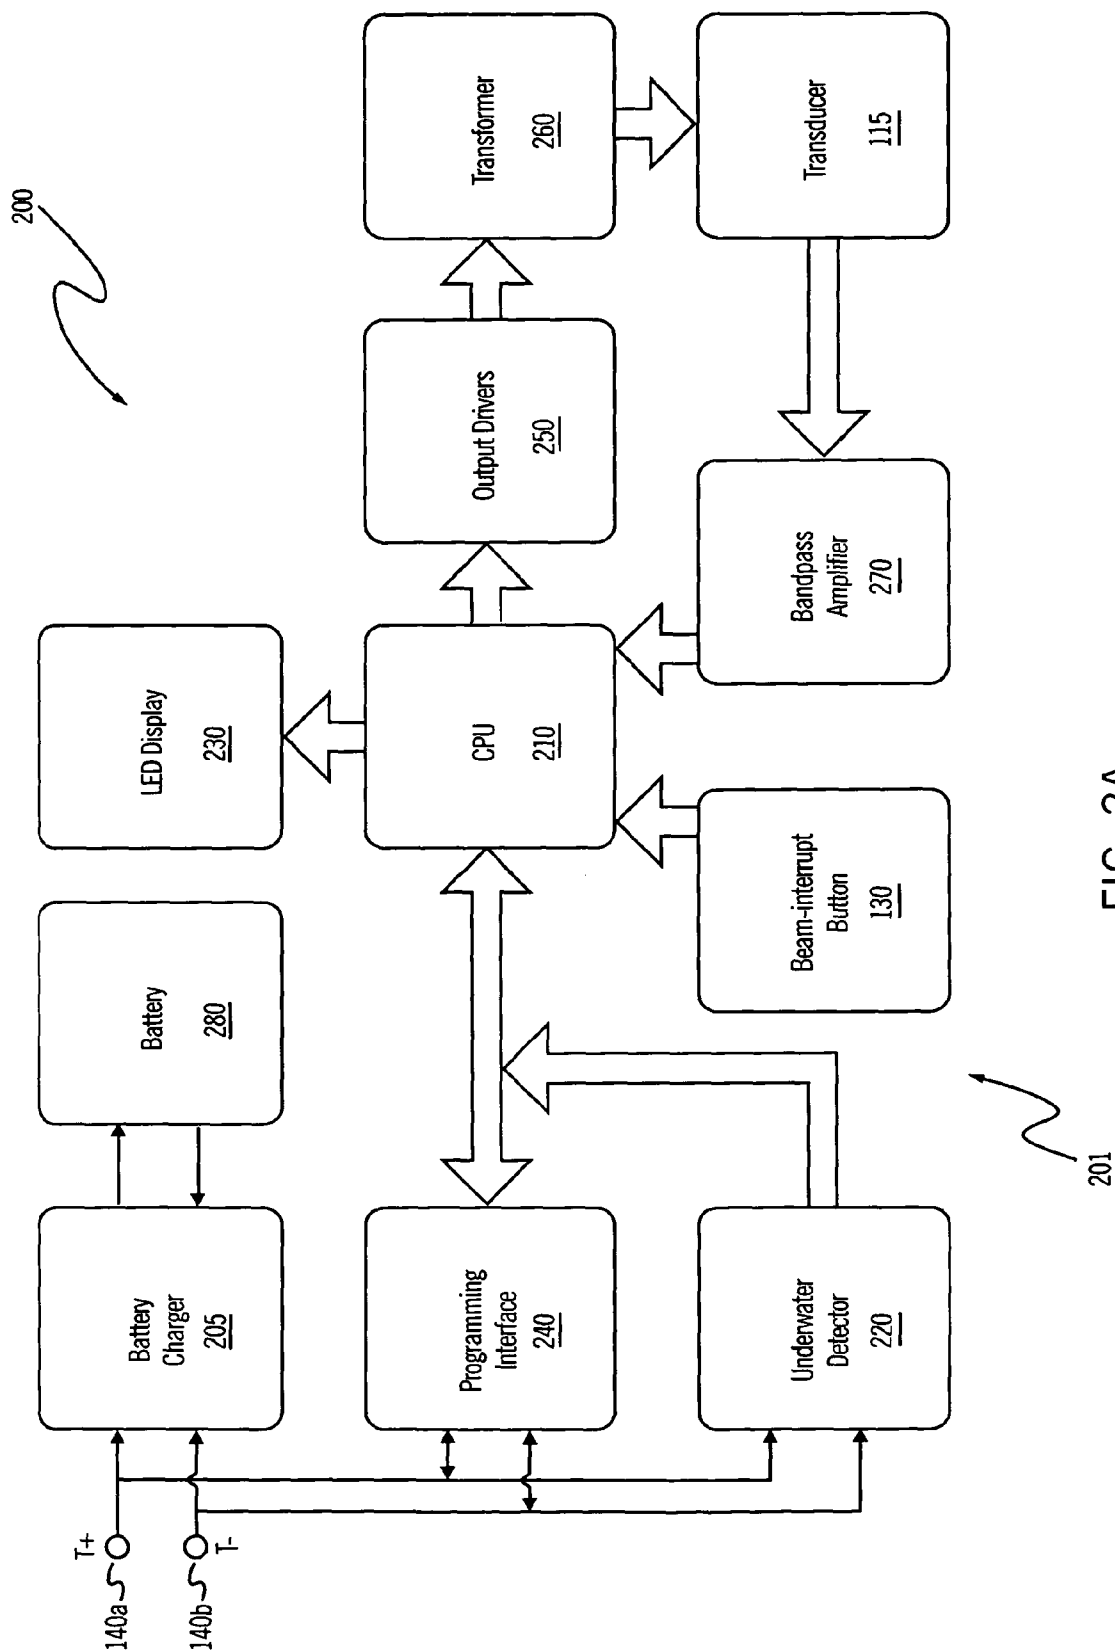 200
T+
140a
140b
T-
Battery
Charger
205
Battery
280
LED Display
230
Programming
Interface
240
CPU
210
Output Drivers
250
Transformer
260
Underwater
Detector
220
Beam-interrupt
Button
130
Bandpass
Amplifier
270
Transducer
115
201
FIG. 2A